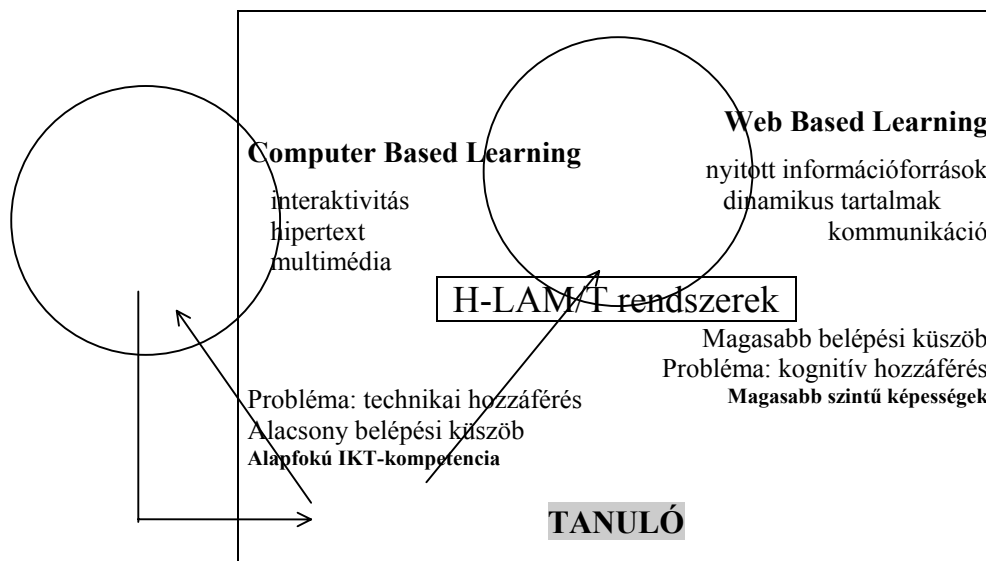 Computer Based Learning
interaktivitás
hipertext
multimédia
Web Based Learning
nyitott információforrások
dinamikus tartalmak
kommunikáció
H-LAM/T rendszerek
Probléma: technikai hozzáférés
Alacsony belépési küszöb
Alapfokú IKT-kompetencia
Magasabb belépési küszöb
Probléma: kognitív hozzáférés
Magasabb szintű képességek
TANULÓ